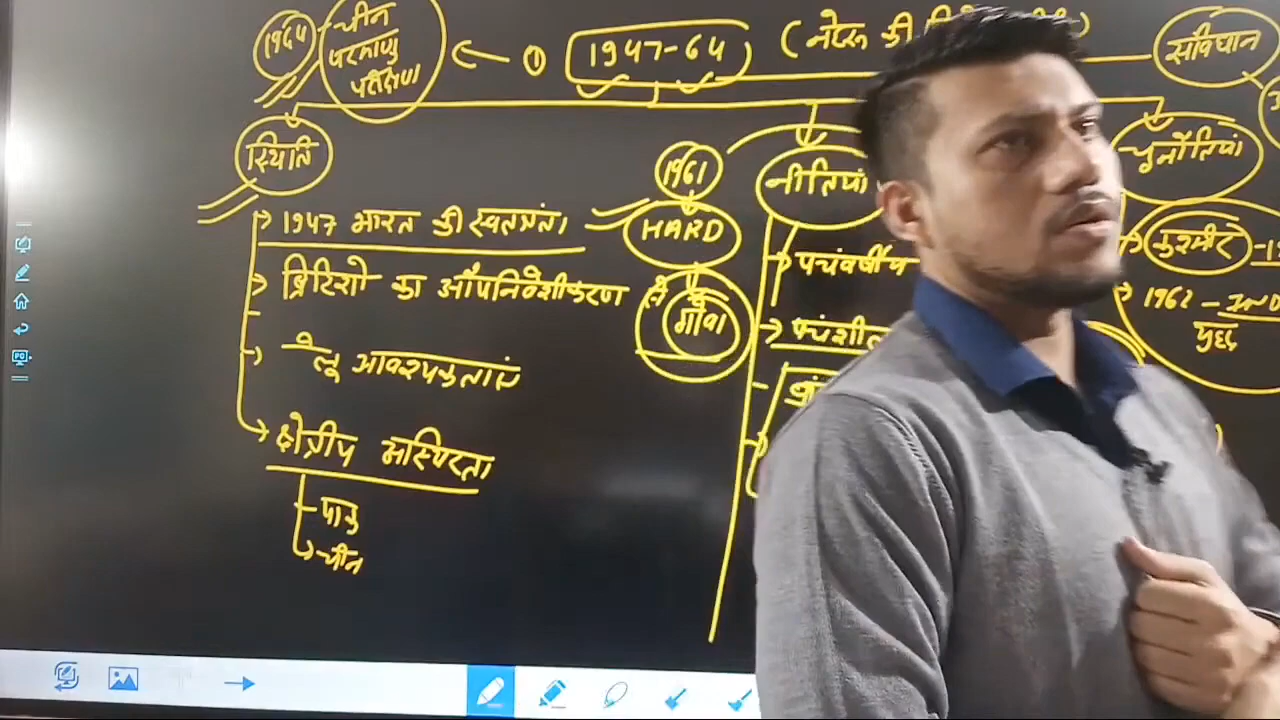 1964
चीन
परमाणु
परीक्षण
① 1947-64
(नेहरू की
संविधान
स्थिति
1961
नीतियां
चुनौतियां
1947 भारत की स्वतंत्रता
HARD
पंचवर्षीय
कश्मीर
ब्रिटिशो का औपनिवेशीकरण से
गोवा
1962 -
युद्ध
पंचशील
आवश्यकताएं
क्षेत्रीय अस्थिरता
पाक
चीन